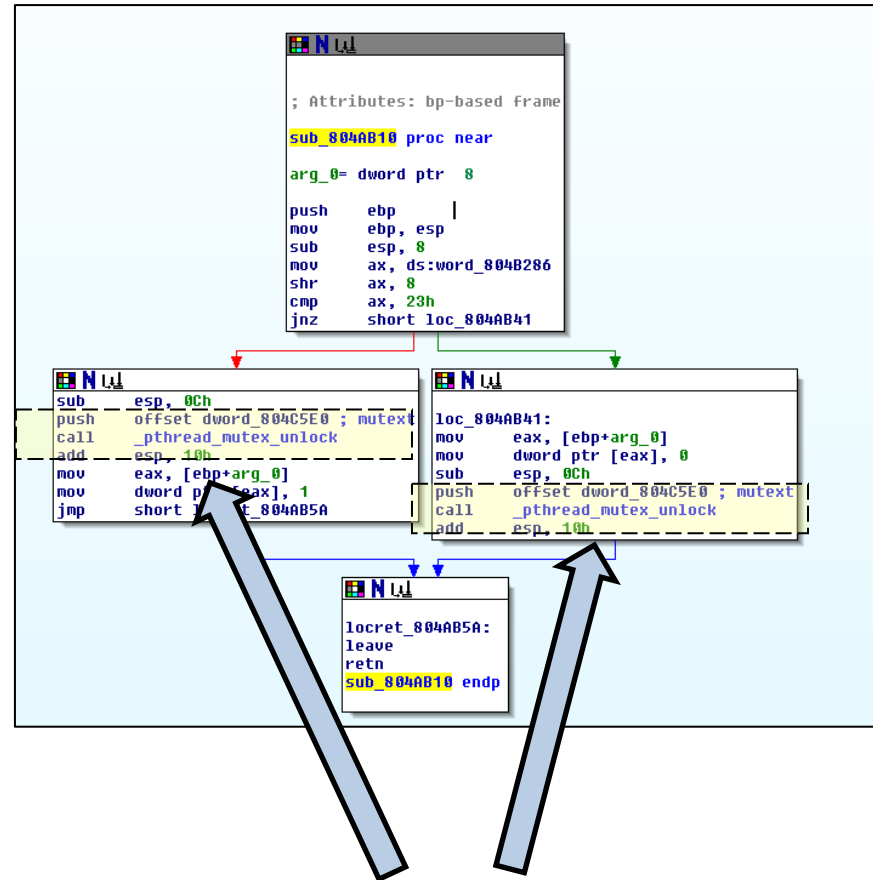 ; Attributes: bp-based frame
sub_804AB10 proc near
arg_0= dword ptr  8
push    ebp
mov     ebp, esp
sub     esp, 8
mov     ax, ds:word_804B286
shr     ax, 8
cmp     ax, 23h
jnz     short loc_804AB41
sub     esp, 0Ch
push    offset dword_804C5E0 ; mutext
call    _pthread_mutex_unlock
add     esp, 10h
mov     eax, [ebp+arg_0]
mov     dword [eax], 1
jmp     short
loc_804AB41:
mov     eax, [ebp+arg_0]
mov     dword ptr [eax], 0
sub     esp, 0Ch
push    offset dword_804C5E0 ; mutext
call    _pthread_mutex_unlock
add     esp, 10h
locret_804AB5A:
leave
retn
sub_804AB10 endp